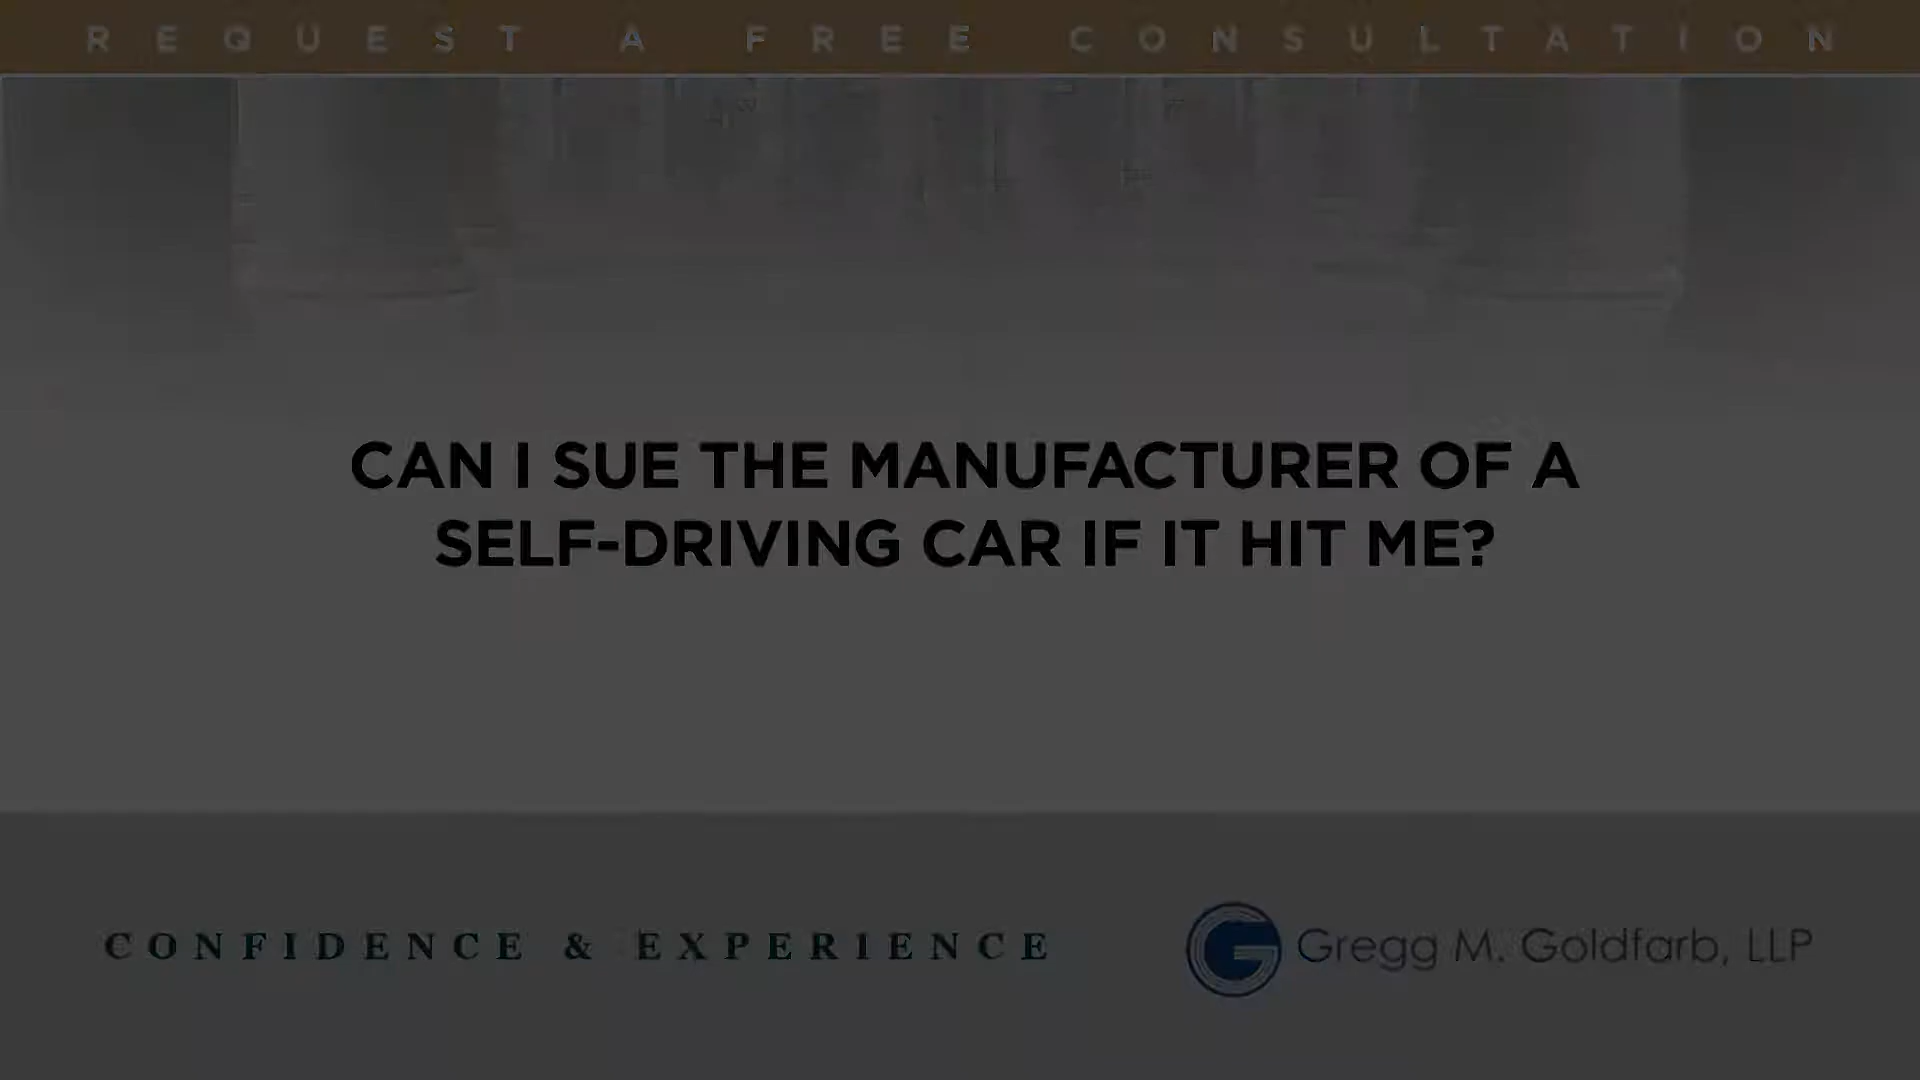 REQUEST A FREE CONSULTATION
CAN I SUE THE MANUFACTURER OF A
SELF-DRIVING CAR IF IT HIT ME?
CONFIDENCE & EXPERIENCE
G Gregg M. Goldfarb, LLP